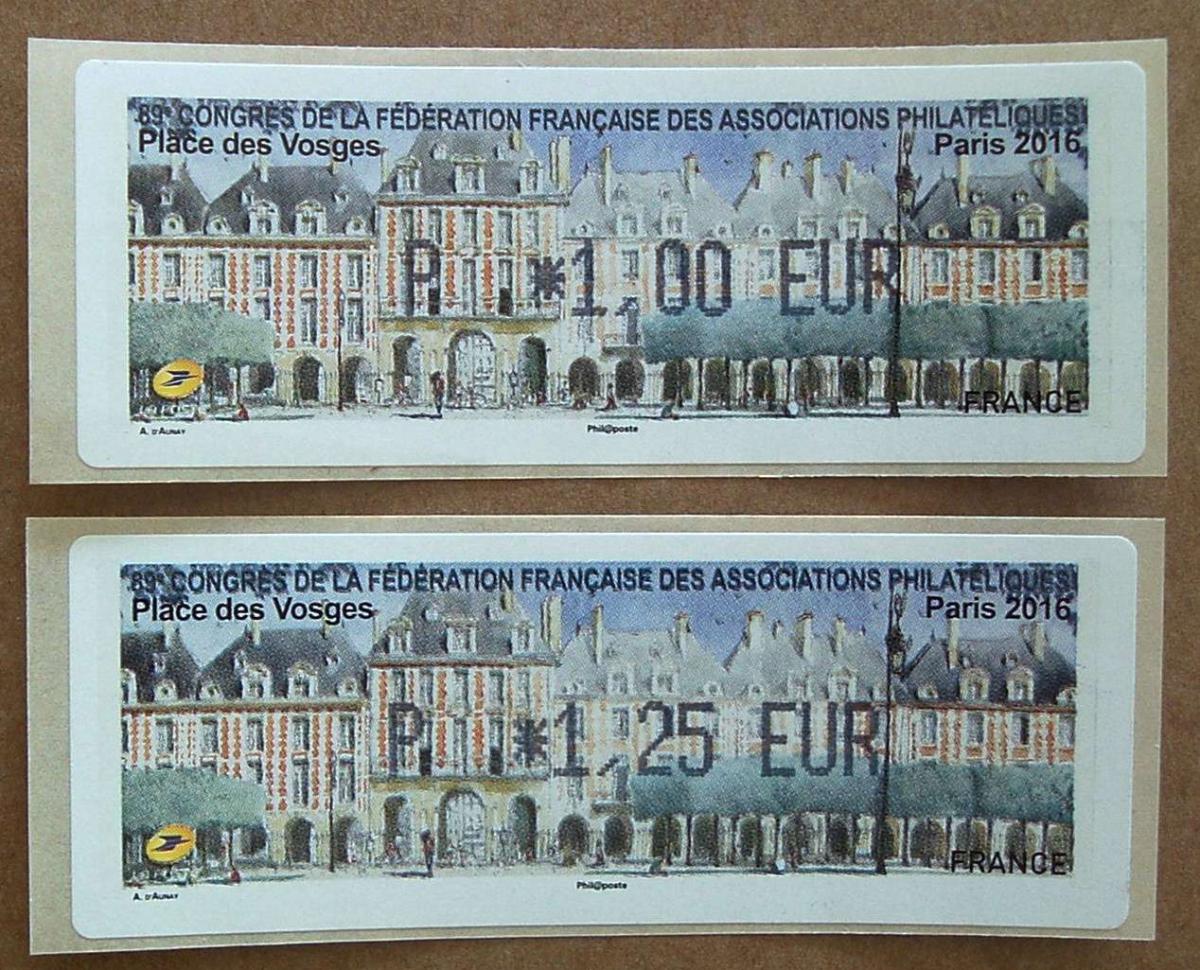 89e CONGRÈS DE LA FÉDÉRATION FRANÇAISE DES ASSOCIATIONS PHILATÉLIQUES
Place des Vosges Paris 2016
P *1,00 EUR
FRANCE
A. D'AUNAY Phil@poste
89e CONGRÈS DE LA FÉDÉRATION FRANÇAISE DES ASSOCIATIONS PHILATÉLIQUES
Place des Vosges Paris 2016
P *1,25 EUR
FRANCE
A. D'AUNAY Phil@poste